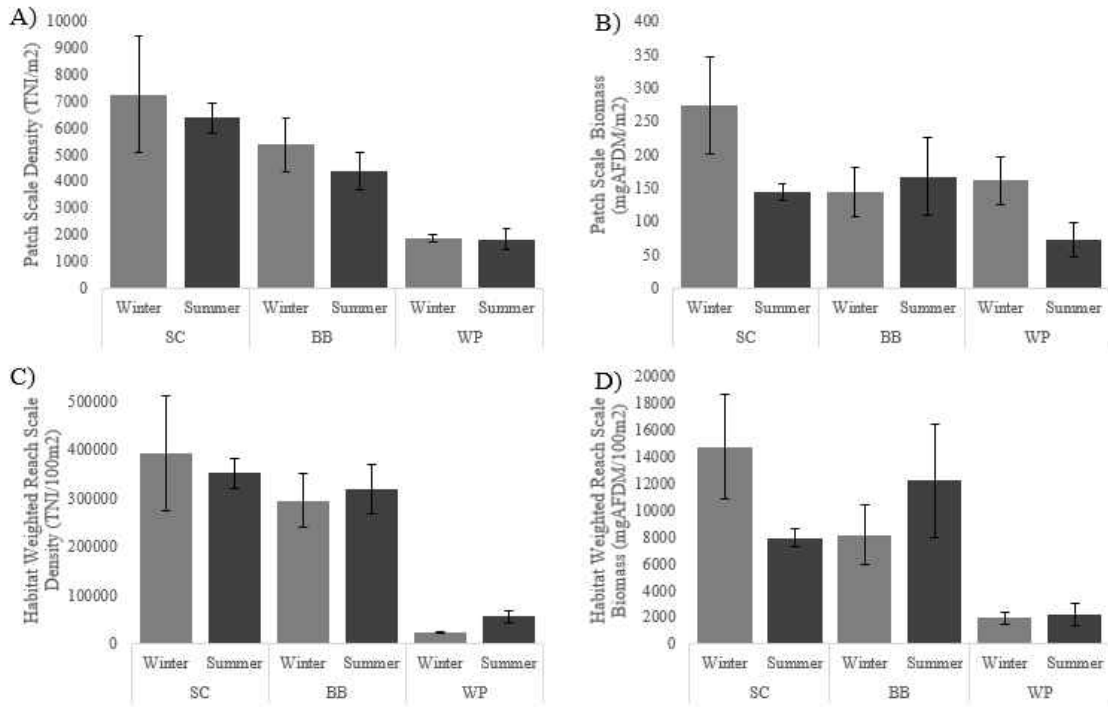 A)
Patch Scale Density (TNI/m2)
10000
9000
8000
7000
6000
5000
4000
3000
2000
1000
0
Winter Summer Winter Summer Winter Summer
SC BB WP
B)
Patch Scale Biomass
(mgAFDM/m2)
400
350
300
250
200
150
100
50
0
Winter Summer Winter Summer Winter Summer
SC BB WP
C)
Habitat Weighted Reach Scale
Density (TNI/100m2)
500000
400000
300000
200000
100000
0
Winter Summer Winter Summer Winter Summer
SC BB WP
D)
Habitat Weighted Reach Scale
Biomass (mgAFDM/100m2)
20000
18000
16000
14000
12000
10000
8000
6000
4000
2000
0
Winter Summer Winter Summer Winter Summer
SC BB WP